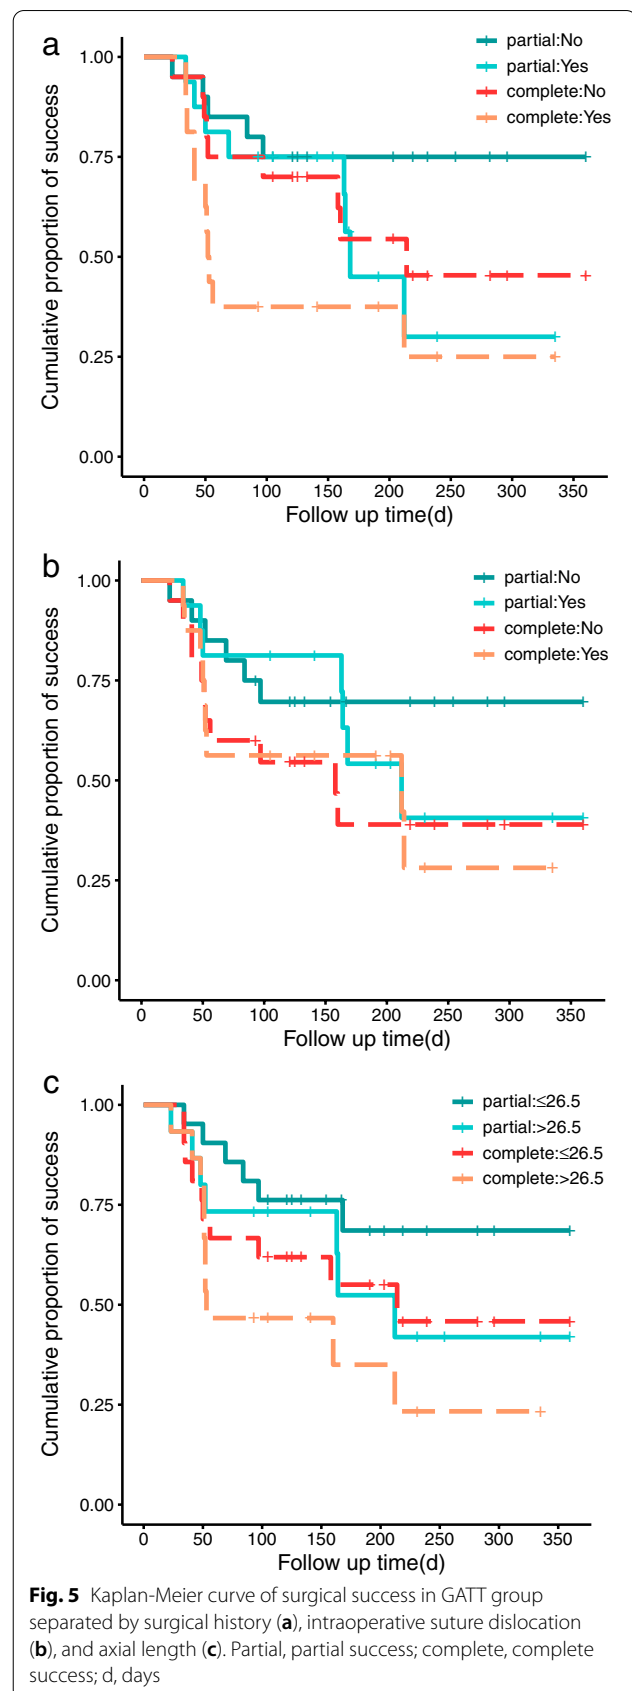 a
partial:No
partial:Yes
complete:No
complete:Yes
Cumulative proportion of success
1.00
0.75
0.50
0.25
0.00
0 50 100 150 200 250 300 350
Follow up time(d)
b
partial:No
partial:Yes
complete:No
complete:Yes
Cumulative proportion of success
1.00
0.75
0.50
0.25
0.00
0 50 100 150 200 250 300 350
Follow up time(d)
c
partial:≤26.5
partial:>26.5
complete:≤26.5
complete:>26.5
Cumulative proportion of success
1.00
0.75
0.50
0.25
0.00
0 50 100 150 200 250 300 350
Follow up time(d)
Fig. 5 Kaplan-Meier curve of surgical success in GATT group
separated by surgical history (a), intraoperative suture dislocation
(b), and axial length (c). Partial, partial success; complete, complete
success; d, days